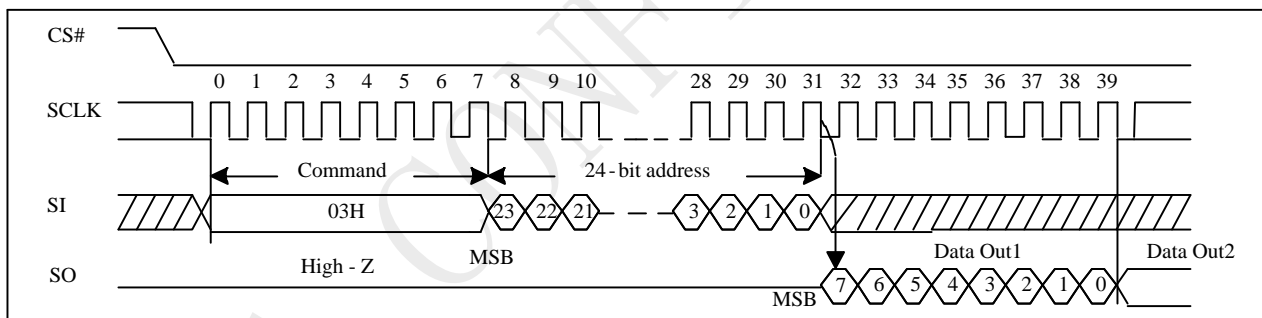 CS#
0 1 2 3 4 5 6 7 8 9 10 28 29 30 31 32 33 34 35 36 37 38 39
SCLK
Command 24-bit address
SI 03H 23 22 21 3 2 1 0
High - Z MSB Data Out1 Data Out2
SO MSB 7 6 5 4 3 2 1 0